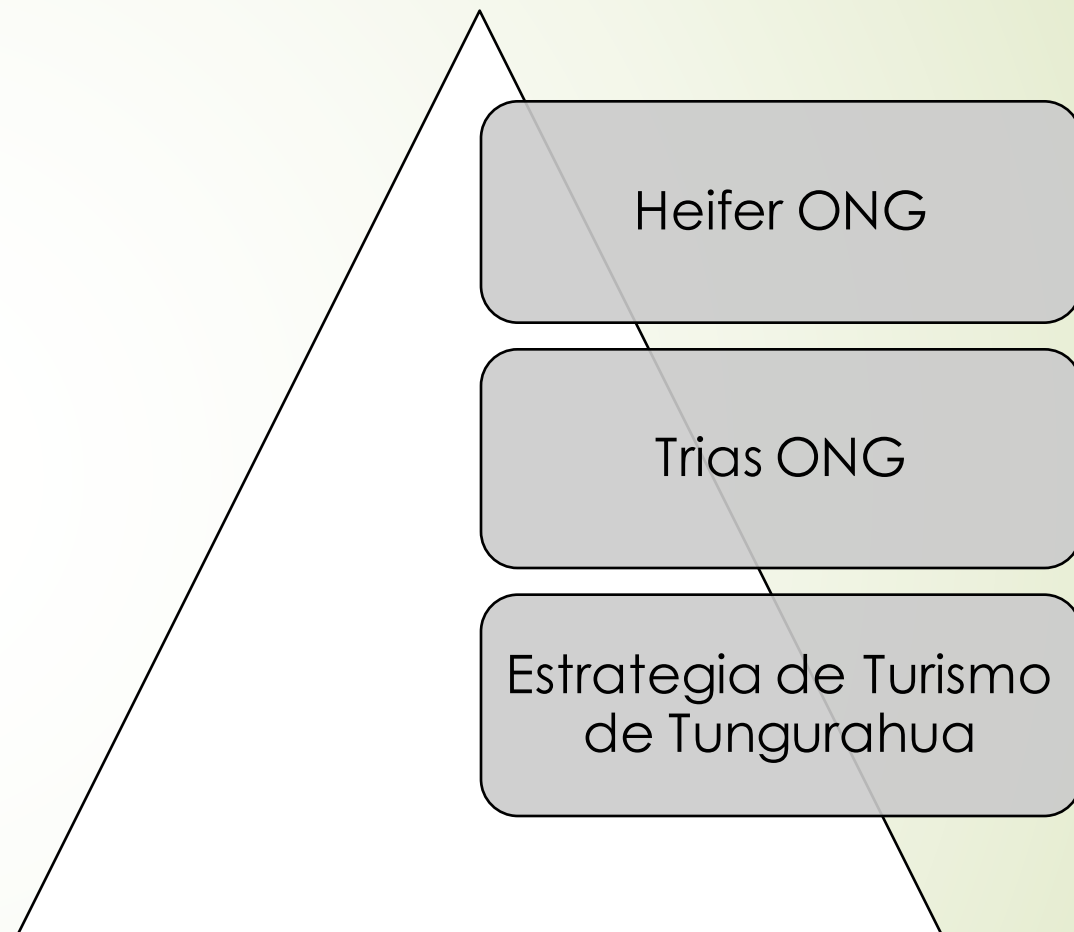 Heifer ONG
Trias ONG
Estrategia de Turismo
de Tungurahua